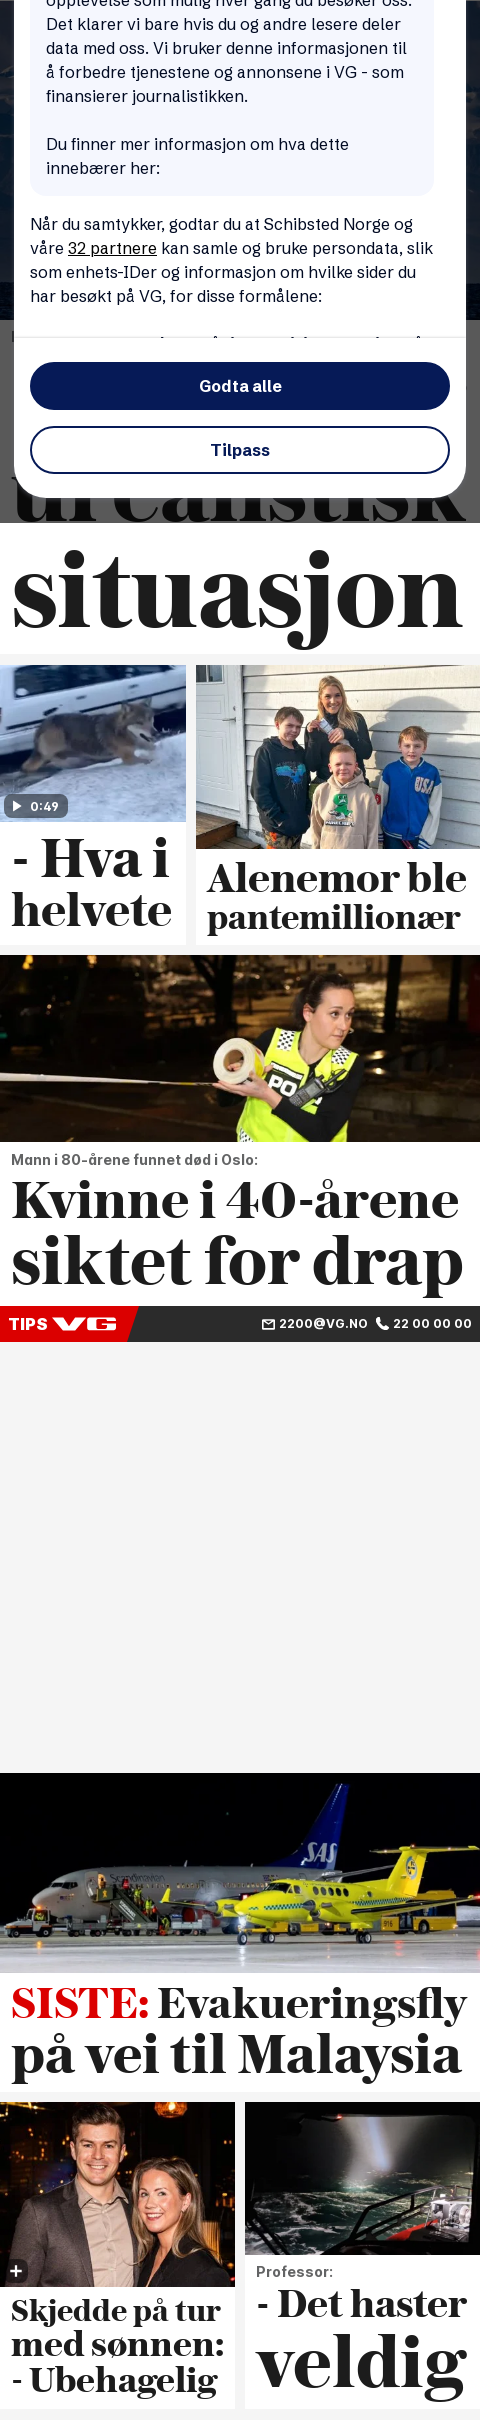 opplevelse som mulig hver gang du besøker oss.
Det klarer vi bare hvis du og andre lesere deler
data med oss. Vi bruker denne informasjonen til
å forbedre tjenestene og annonsene i VG - som
finansierer journalistikken.
Du finner mer informasjon om hva dette
innebærer her:
Når du samtykker, godtar du at Schibsted Norge og
våre 32 partnere kan samle og bruke persondata, slik
som enhets-IDer og informasjon om hvilke sider du
har besøkt på VG, for disse formålene:
Godta alle
Tilpass
urealistisk
situasjon
0:49
- Hva i
helvete
Alenemor ble
pantemillionær
Mann i 80-årene funnet død i Oslo:
Kvinne i 40-årene
siktet for drap
TIPS VG 2200@VG.NO 22 00 00 00
SAS
SISTE: Evakueringsfly
på vei til Malaysia
Skjedde på tur
med sønnen:
- Ubehagelig
Professor:
- Det haster
veldig